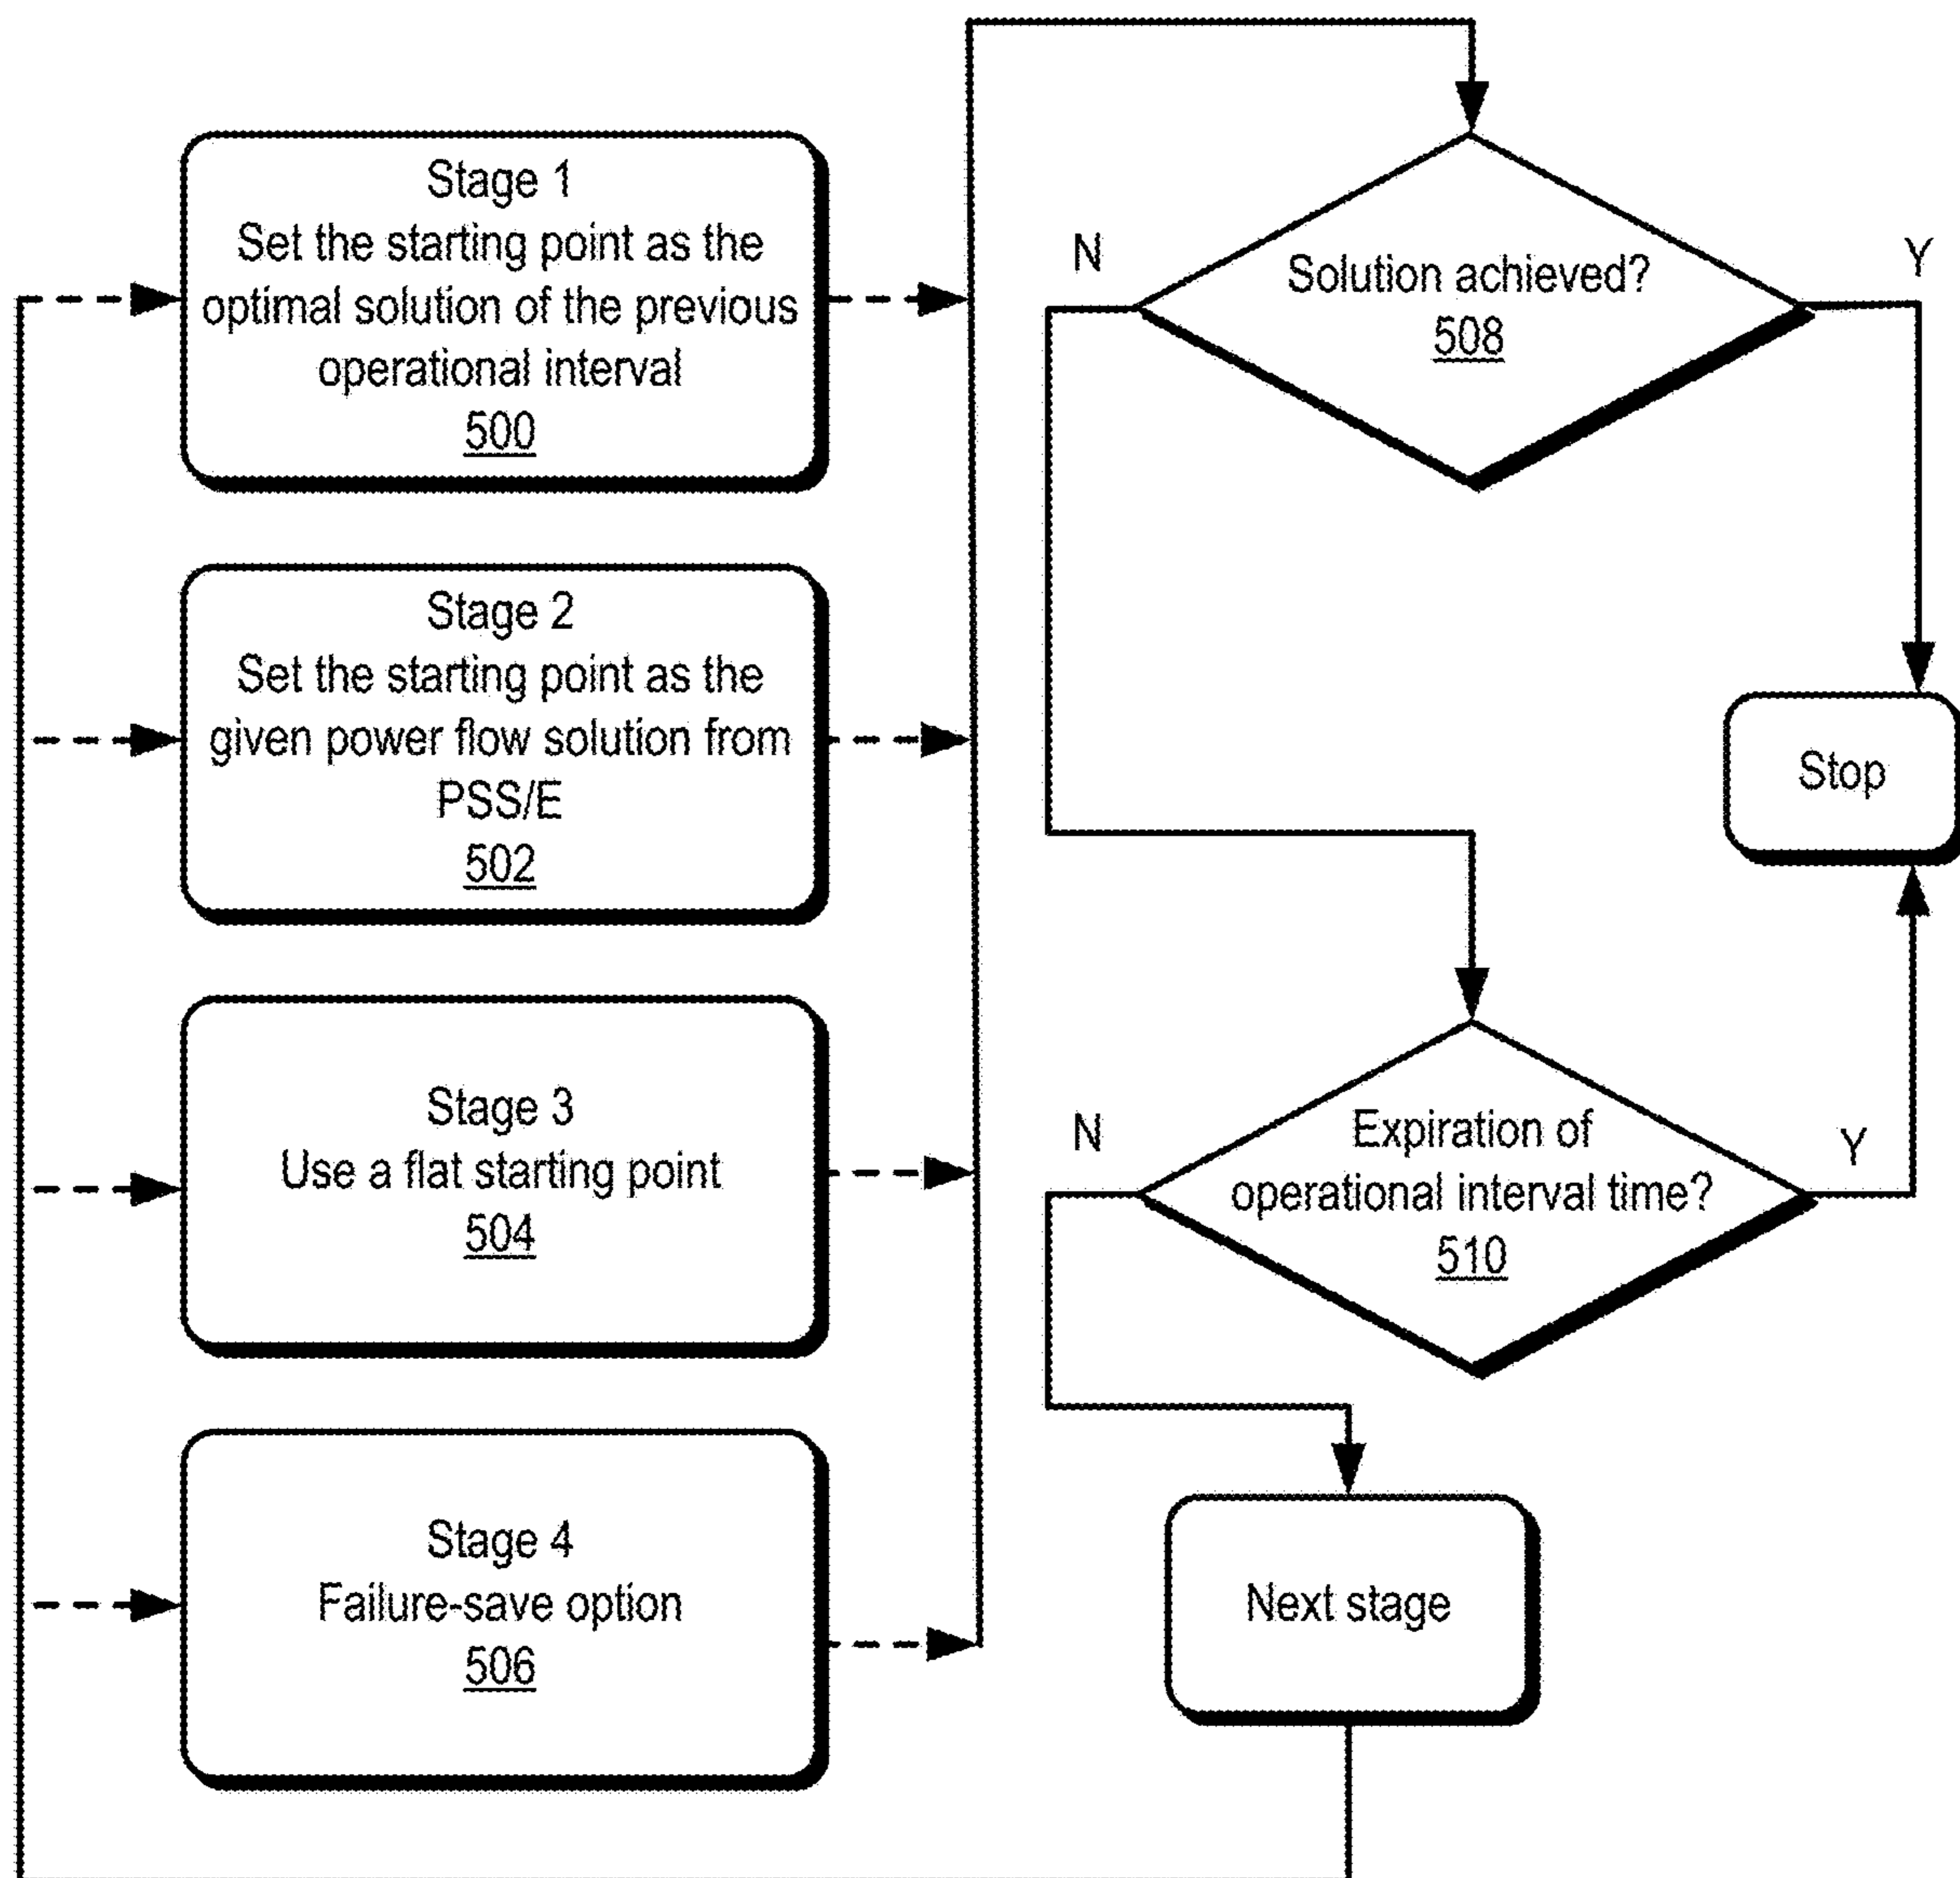 Stage 1
Set the starting point as the
optimal solution of the previous
operational interval
500
Stage 2
Set the starting point as the
given power flow solution from
PSS/E
502
Stage 3
Use a flat starting point
504
Stage 4
Failure-save option
506
N
Solution achieved?
508
Y
Stop
N
Expiration of
operational interval time?
510
Y
Next stage